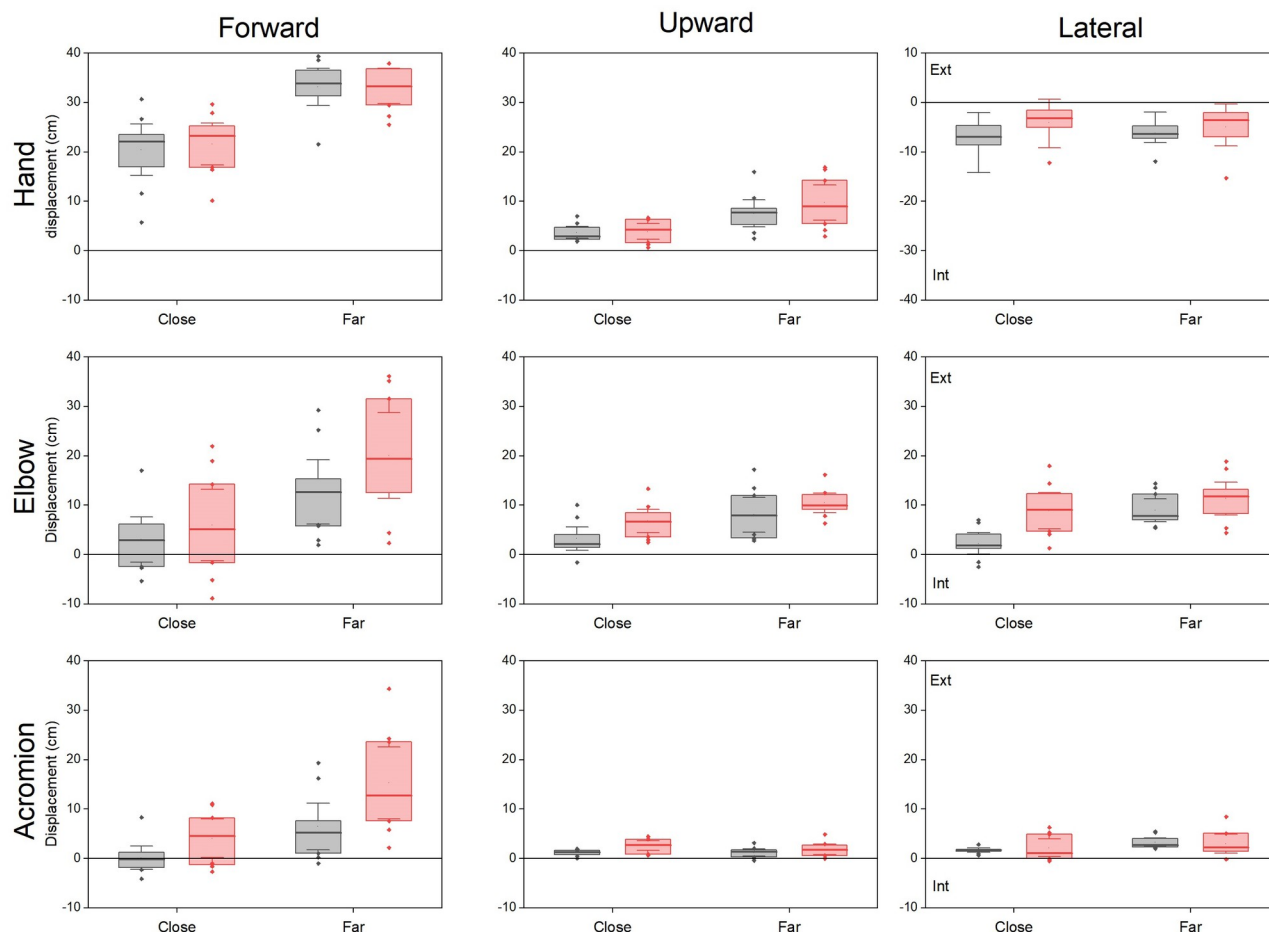 Forward
Upward
Lateral
Hand
displacement (cm)
40
30
20
10
0
-10
Close
Far
40
30
20
10
0
-10
Close
Far
10
0
-10
-20
-30
-40
Ext
Int
Close
Far
Elbow
Displacement (cm)
40
30
20
10
0
-10
Close
Far
40
30
20
10
0
-10
Close
Far
40
30
20
10
0
-10
Ext
Int
Close
Far
Acromion
Displacement (cm)
40
30
20
10
0
-10
Close
Far
40
30
20
10
0
-10
Close
Far
40
30
20
10
0
-10
Ext
Int
Close
Far